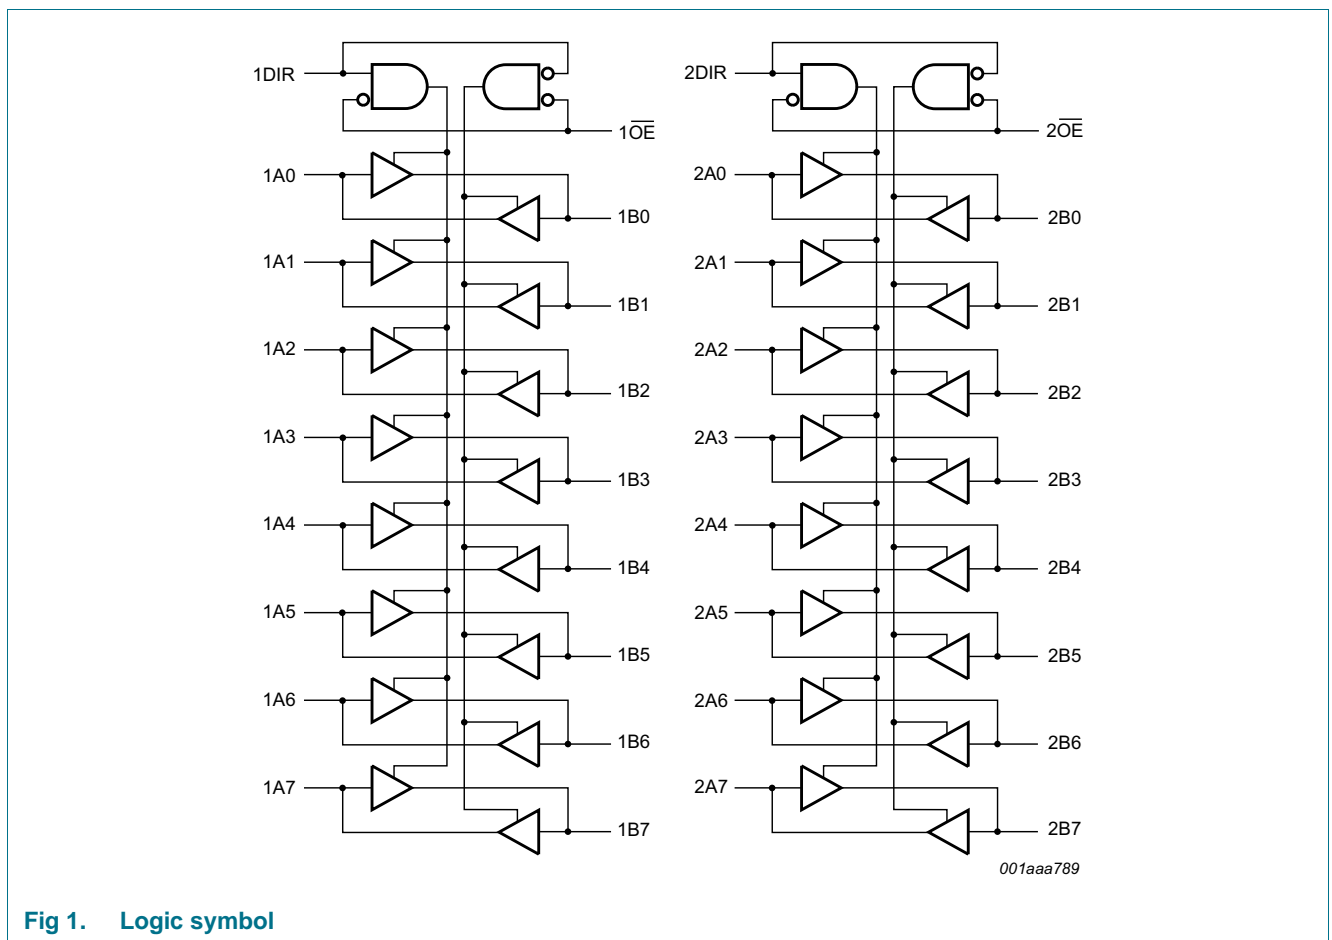 1DIR
2DIR
1O̅E̅
2O̅E̅
1A0
2A0
1B0
2B0
1A1
2A1
1B1
2B1
1A2
2A2
1B2
2B2
1A3
2A3
1B3
2B3
1A4
2A4
1B4
2B4
1A5
2A5
1B5
2B5
1A6
2A6
1B6
2B6
1A7
2A7
1B7
2B7
001aaa789
Fig 1. Logic symbol